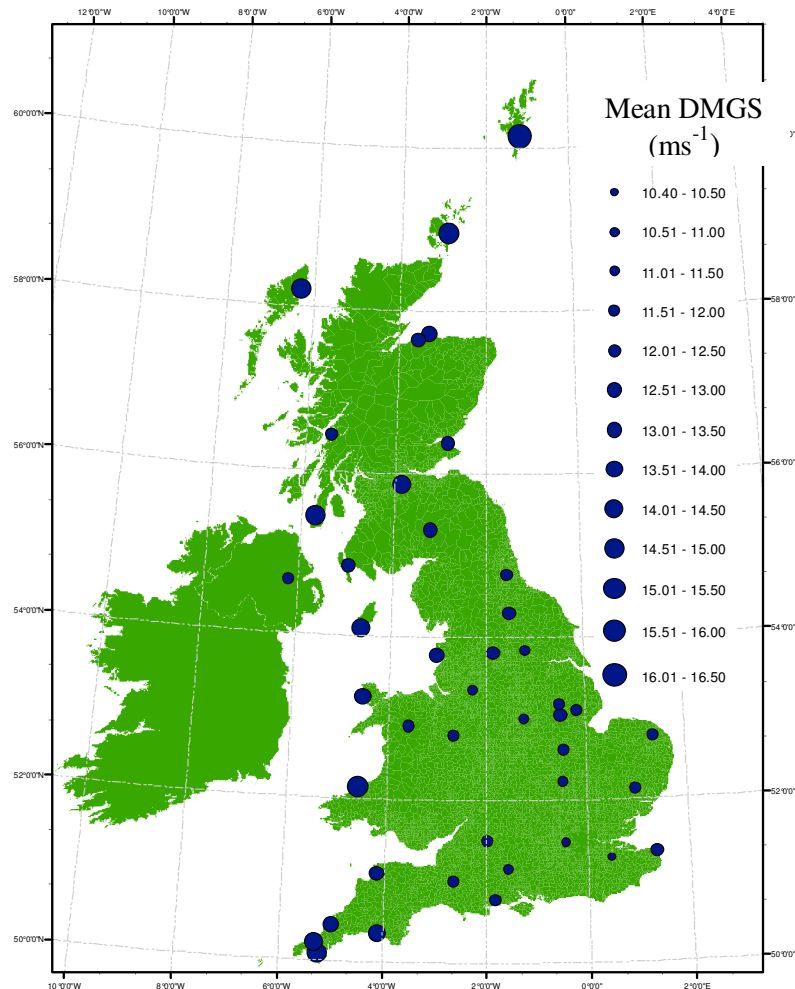 12°0'0"W 10°0'0"W 8°0'0"W 6°0'0"W 4°0'0"W 2°0'0"W 0°0'0" 2°0'0"E 4°0'0"E
Mean DMGS
(ms⁻¹)
60°0'0"N
10.40 - 10.50
10.51 - 11.00
11.01 - 11.50
58°0'0"N 58°0'0"N
11.51 - 12.00
12.01 - 12.50
12.51 - 13.00
13.01 - 13.50
56°0'0"N 56°0'0"N
13.51 - 14.00
14.01 - 14.50
14.51 - 15.00
15.01 - 15.50
54°0'0"N 54°0'0"N
15.51 - 16.00
16.01 - 16.50
52°0'0"N 52°0'0"N
50°0'0"N 50°0'0"N
10°0'0"W 8°0'0"W 6°0'0"W 4°0'0"W 2°0'0"W 0°0'0" 2°0'0"E